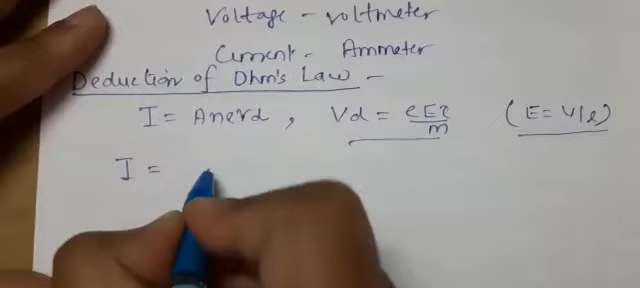 Voltage - voltmeter
Current - Ammeter
Deduction of Ohm's Law -
I = Anevd , Vd = eEτ/m (E = V/l)
I =